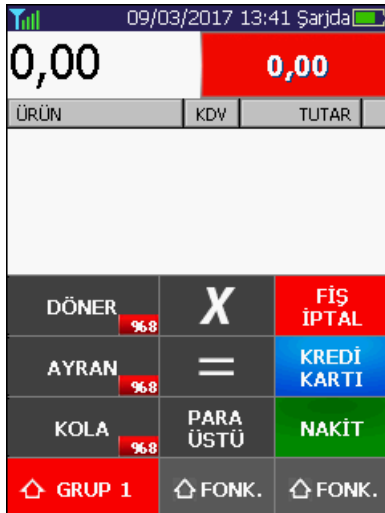 09/03/2017 13:41 Şarjda
0,00 0,00
ÜRÜN KDV TUTAR
DÖNER %8 X FİŞ İPTAL
AYRAN %8 = KREDİ KARTI
KOLA %8 PARA ÜSTÜ NAKİT
GRUP 1 FONK. FONK.